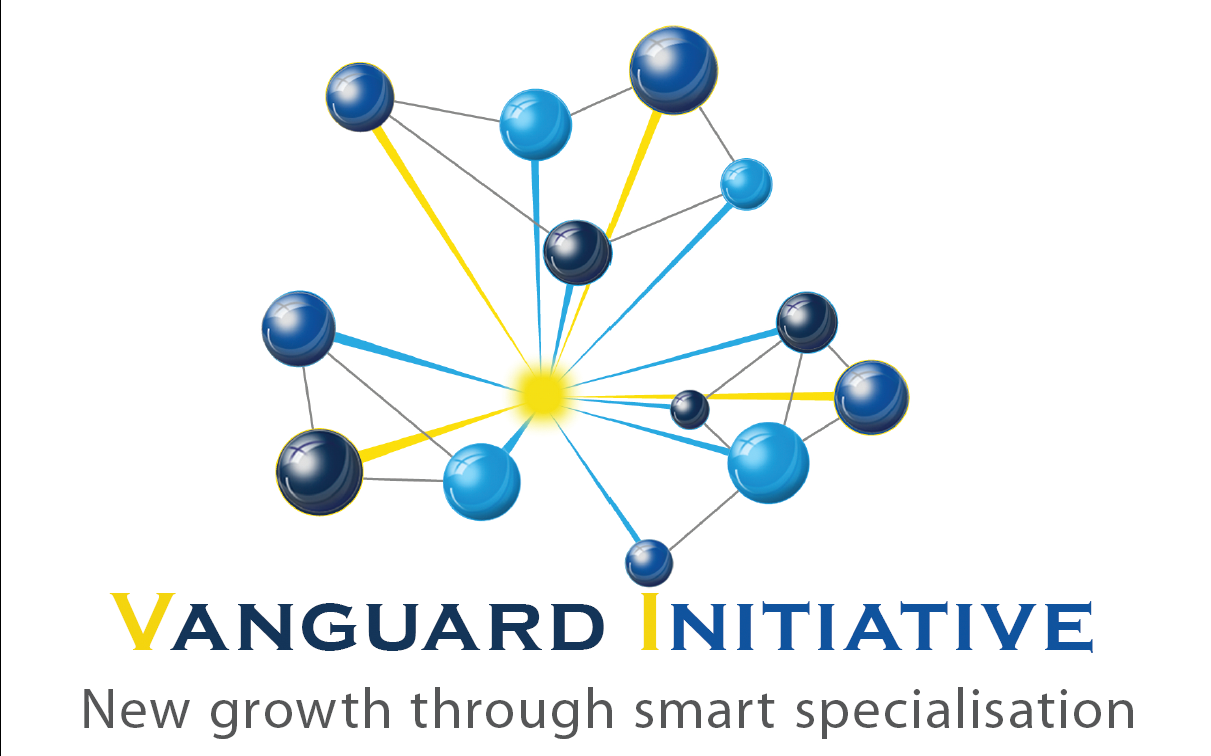 VANGUARD INITIATIVE
New growth through smart specialisation